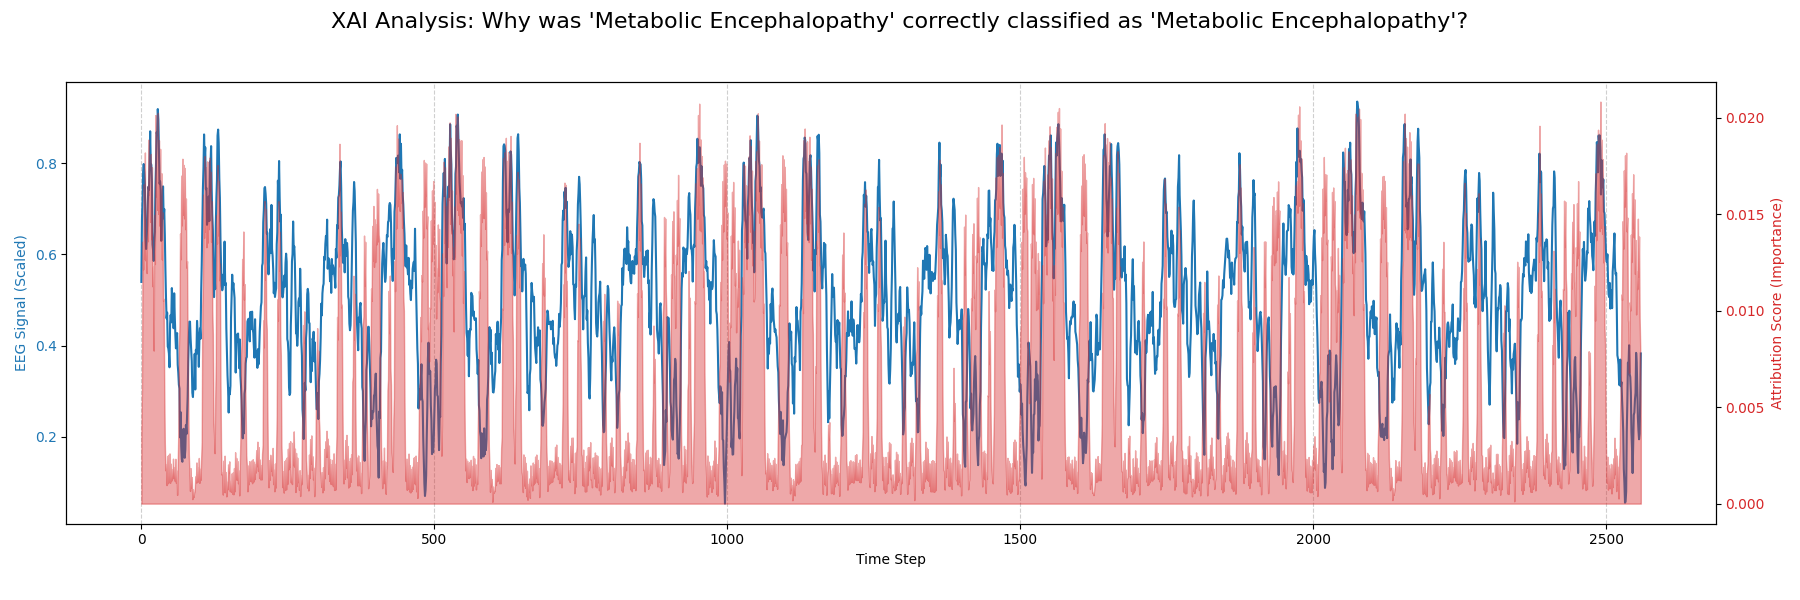 XAI Analysis: Why was 'Metabolic Encephalopathy' correctly classified as 'Metabolic Encephalopathy'?
EEG Signal (Scaled)
0.8
0.6
0.4
0.2
0.020
0.015
0.010
0.005
0.000
Attribution Score (Importance)
0 500 1000 1500 2000 2500
Time Step